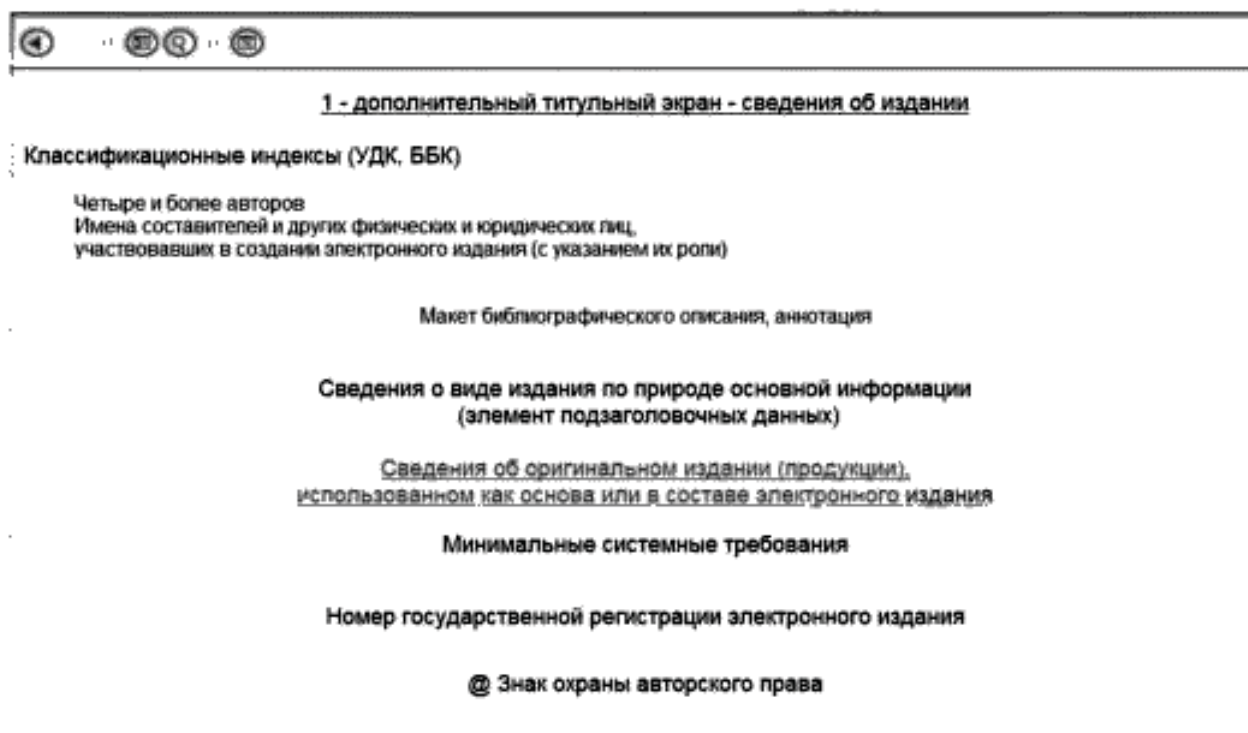 1 - дополнительный титульный экран - сведения об издании
Классификационные индексы (УДК, ББК)
Четыре и более авторов
Имена составителей и других физических и юридических лиц,
участвовавших в создании электронного издания (с указанием их роли)
Макет библиографического описания, аннотация
Сведения о виде издания по природе основной информации
(элемент подзаголовочных данных)
Сведения об оригинальном издании (продукции),
использованном как основа или в составе электронного издания
Минимальные системные требования
Номер государственной регистрации электронного издания
@ Знак охраны авторского права